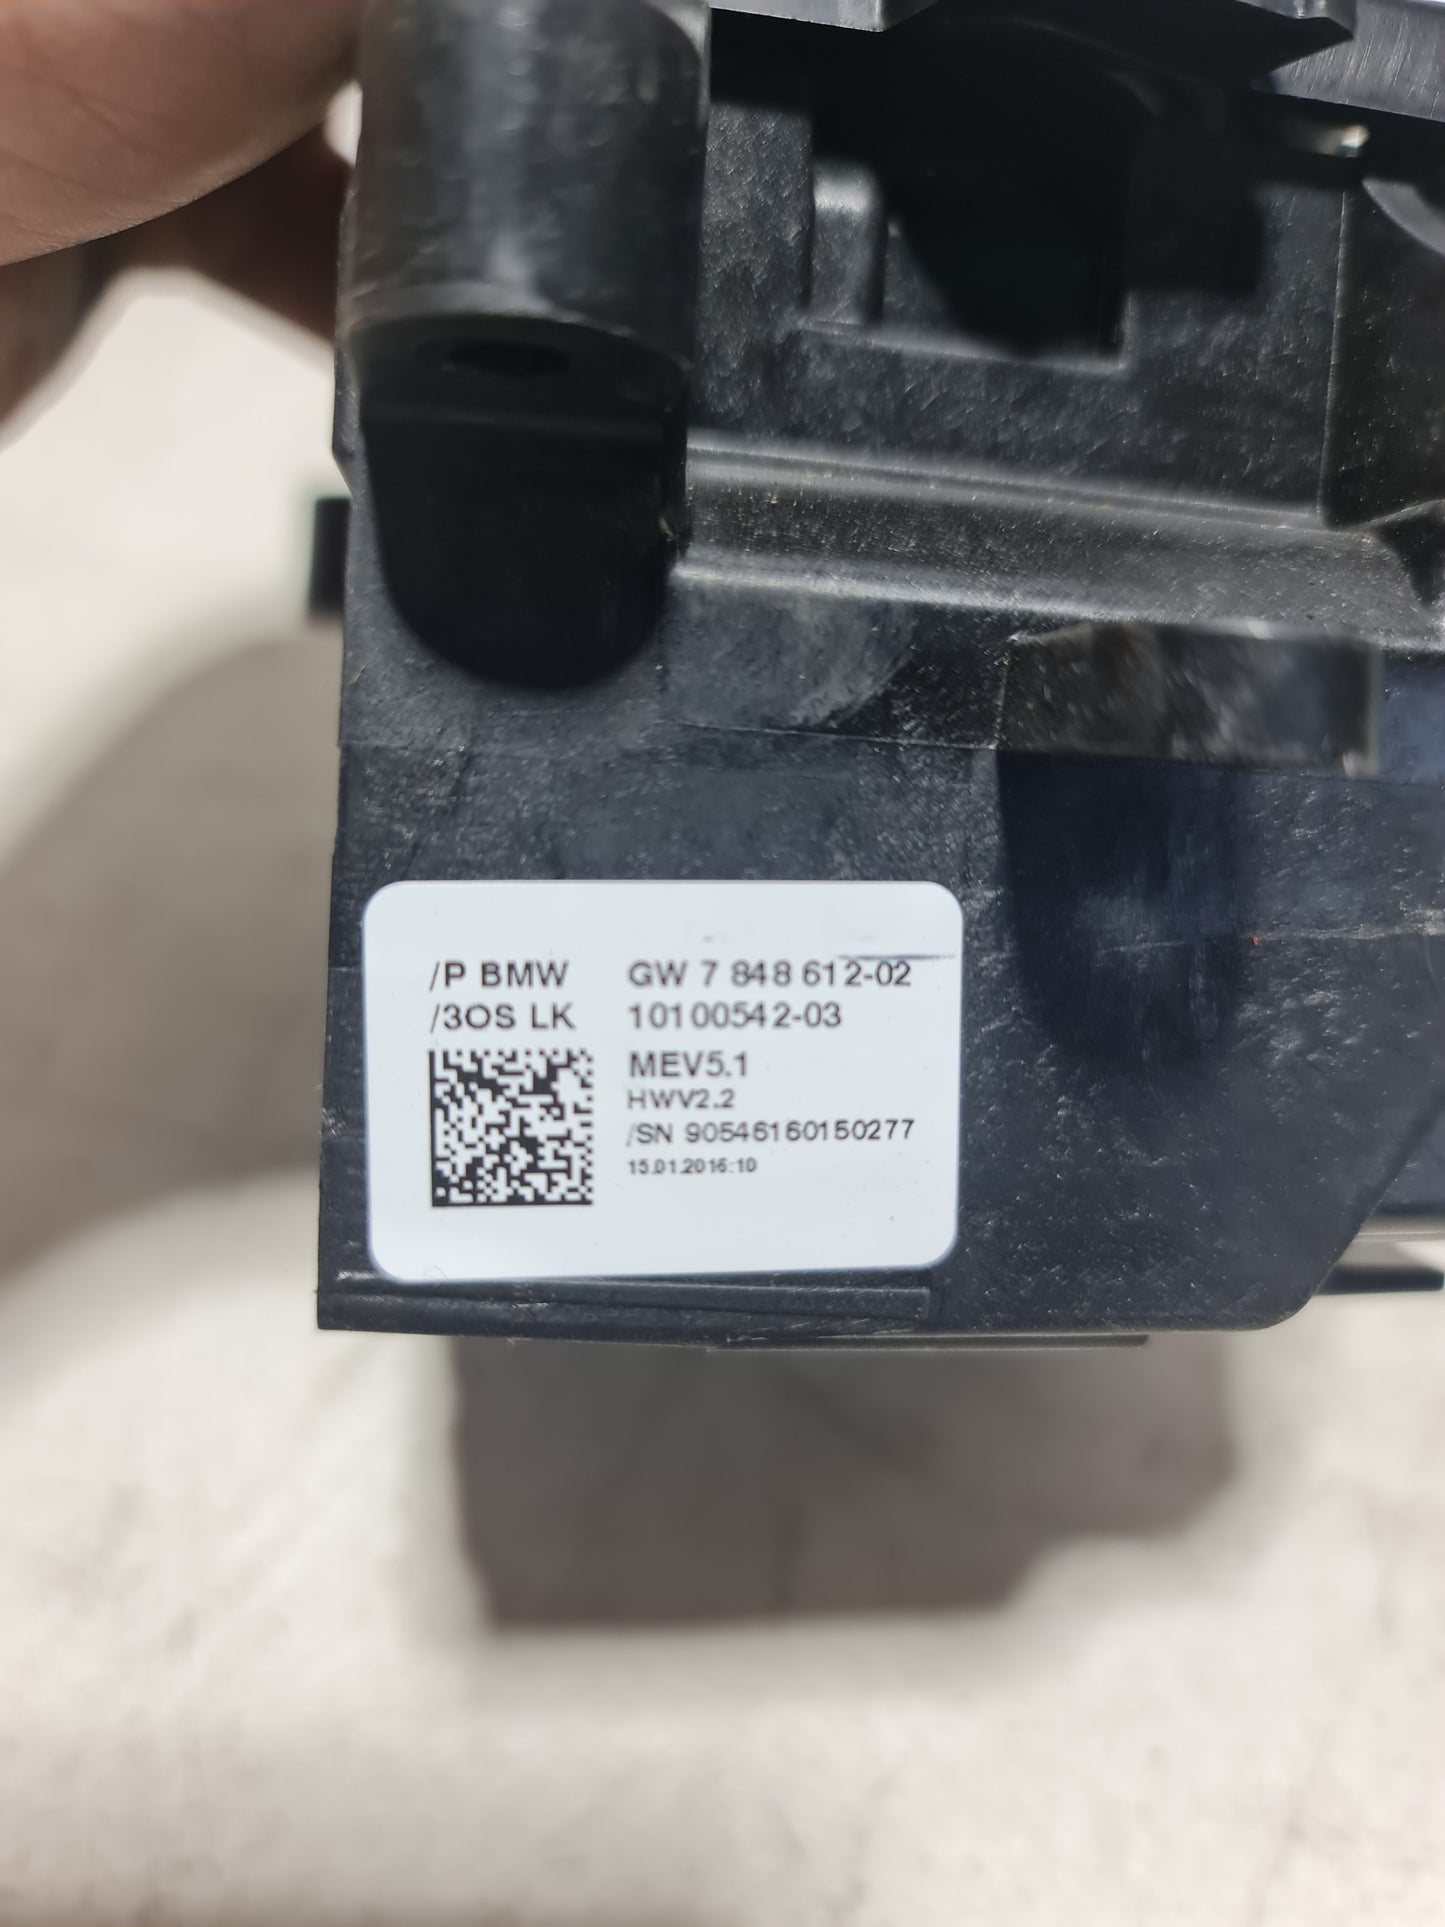 /P BMW GW 7 848 612-02
/3OS LK 10100542-03
MEV5.1
HWV2.2
/SN 90546160150277
15.01.2016:10